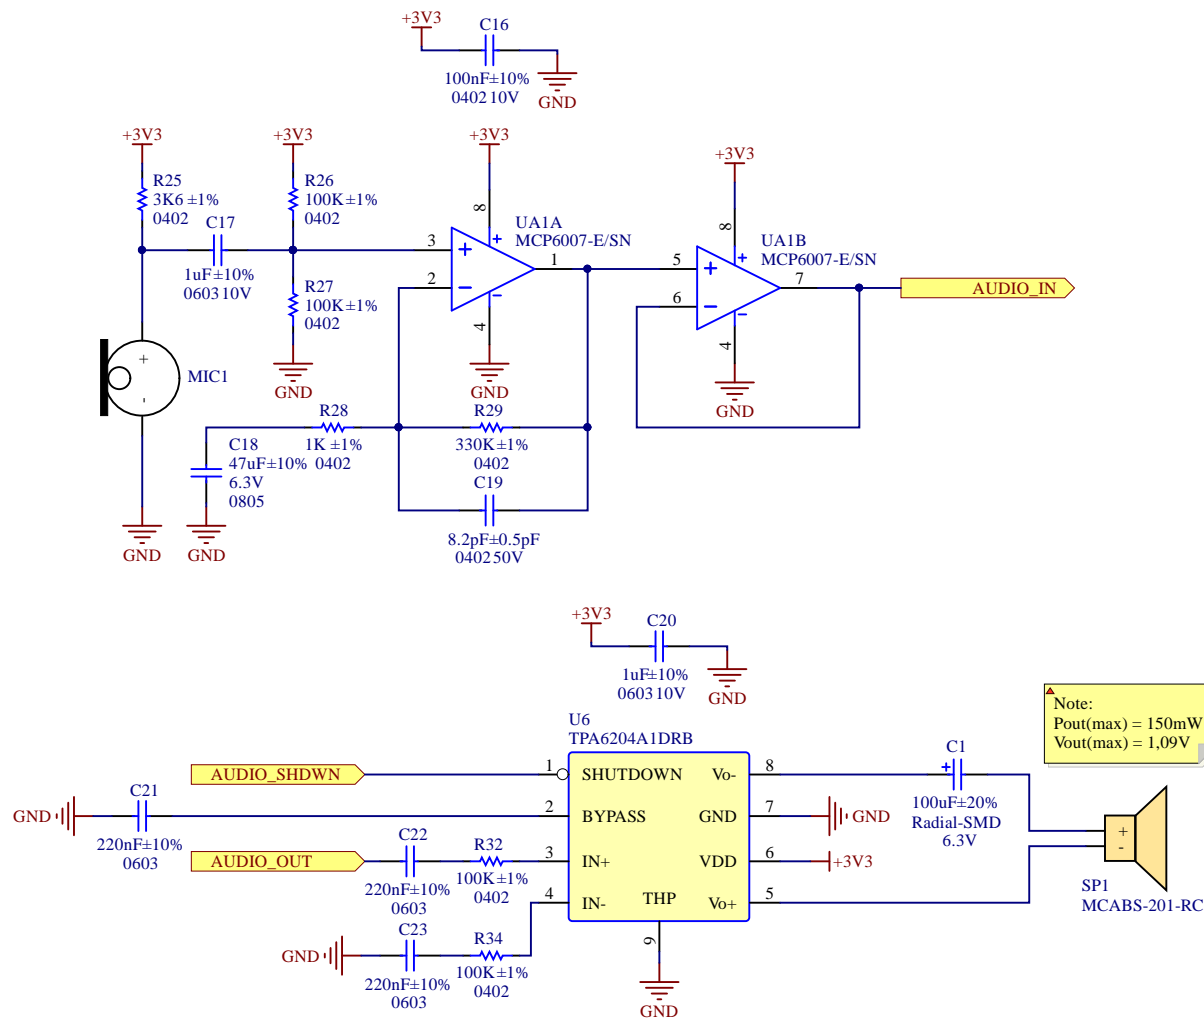 +3V3
C16
100nF±10%
0402 10V
GND
+3V3
R25
3K6 ±1%
0402
C17
1uF±10%
0603 10V
+3V3
R26
100K±1%
0402
R27
100K±1%
0402
GND
+3V3
8
UA1A
MCP6007-E/SN
3
2
1
4
GND
+3V3
8
UA1B
MCP6007-E/SN
5
6
7
4
GND
AUDIO_IN
+
-
MIC1
GND
C18
47uF±10%
6.3V
0805
GND
R28
1K ±1%
0402
R29
330K±1%
0402
C19
8.2pF±0.5pF
0402 50V
+3V3
C20
1uF±10%
0603 10V
GND
Note:
Pout(max) = 150mW
Vout(max) = 1,09V
U6
TPA6204A1DRB
AUDIO_SHDWN
1
SHUTDOWN
Vo-
8
C1
+
100uF±20%
Radial-SMD
6.3V
GND
C21
220nF±10%
0603
2
BYPASS
GND
7
GND
AUDIO_OUT
C22
220nF±10%
0603
R32
100K±1%
0402
3
IN+
VDD
6
+3V3
4
IN-
THP
Vo+
5
9
GND
GND
C23
220nF±10%
0603
R34
100K±1%
0402
+
-
SP1
MCABS-201-RC